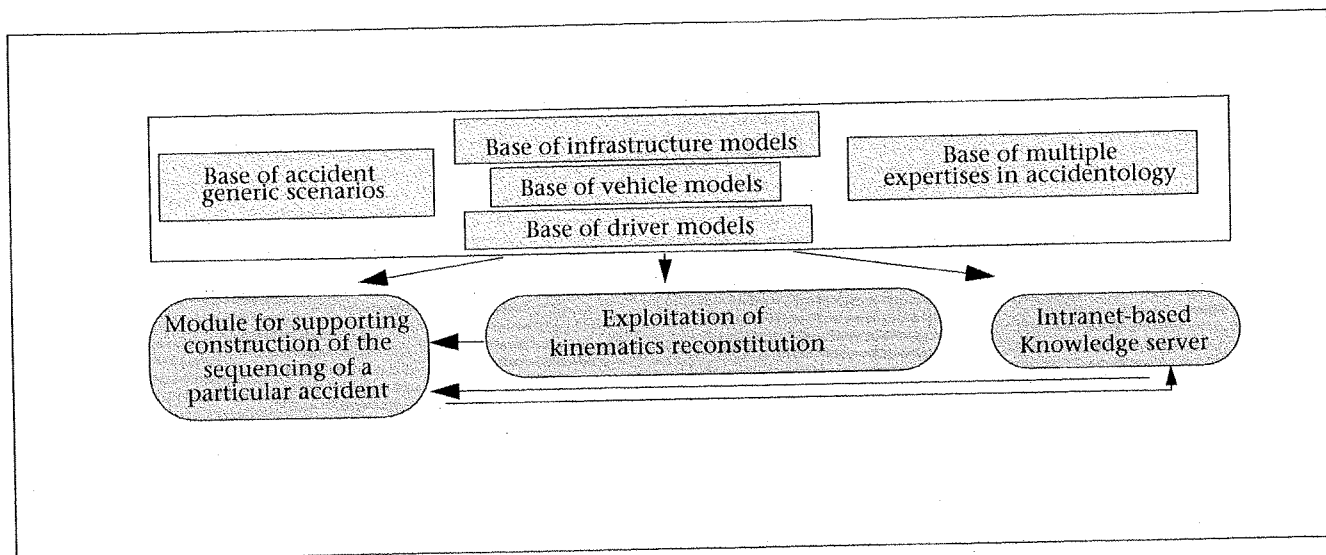 Base of accident
generic scenarios
Base of infrastructure models
Base of vehicle models
Base of driver models
Base of multiple
expertises in accidentology
Module for supporting
construction of the
sequencing of a
particular accident
Exploitation of
kinematics reconstitution
Intranet-based
Knowledge server